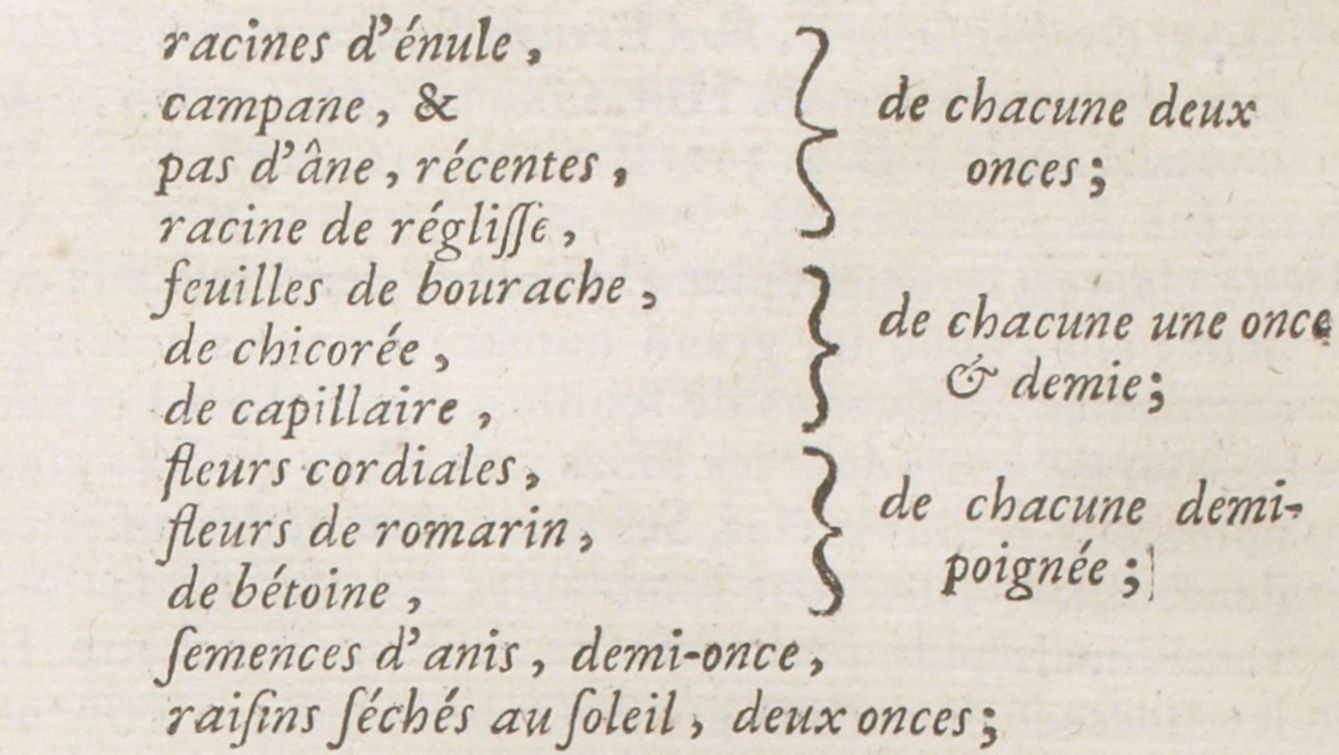 racines d'énule,
campane, &
pas d'âne, récentes,
racine de régliſſe,
de chacune deux
onces;
feuilles de bourache,
de chicorée,
de capillaire,
de chacune une once
& demie;
fleurs cordiales,
fleurs de romarin,
de bétoine,
de chacune demi-
poignée;
ſemences d'anis, demi-once,
raiſins ſéchés au ſoleil, deux onces;